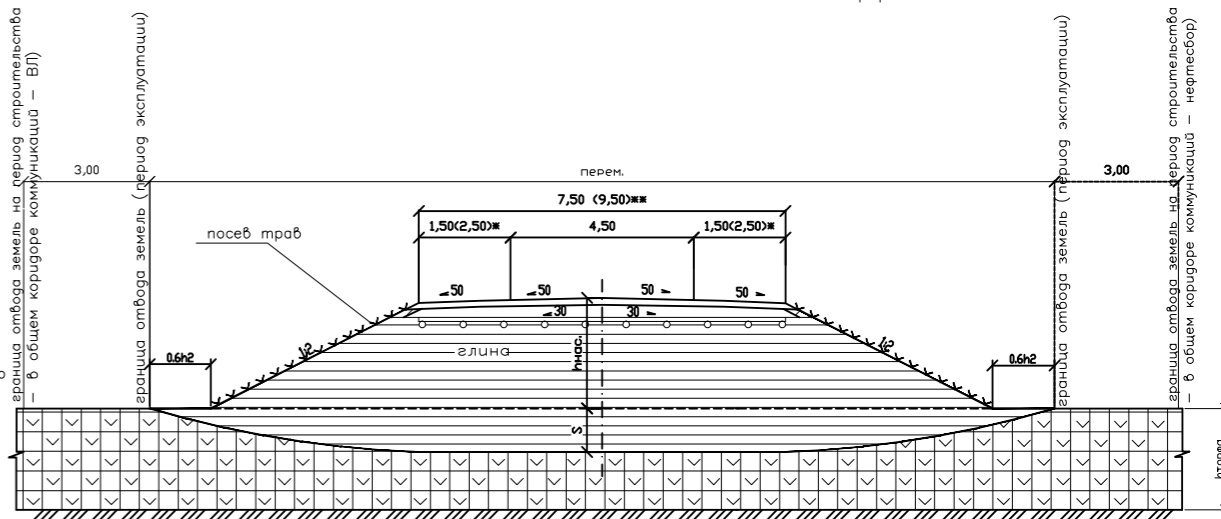 граница отвода земель на период строительства
— в общем коридоре коммуникаций — ВЛ)
граница отвода земель (период эксплуатации)
граница отвода земель (период эксплуатации)
граница отвода земель на период строительства
— в общем коридоре коммуникаций — нефтесбор)
3,00
перем.
3,00
7,50 (9,50)**
1,50(2,50)*
4,50
1,50(2,50)*
посев трав
50
50
50
50
30
30
1:2
глина
hнас.
1:2
0.6h2
0.6h2
S
hторфа